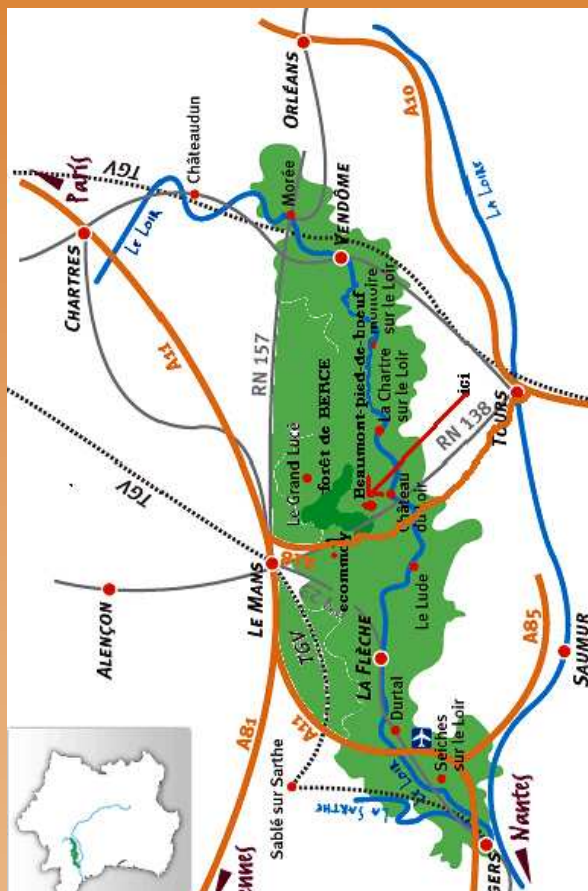 ORLÉANS
A10
LA LOIRE
Châteaudun
TGV
Paris
LE LOIR
CHARTRES
Morée
VENDÔME
A11
RN 157
montoire
sur le Loir
Beaumont-pied-de-boeuf
La Chartre
sur le Loir
forêt de BERCE
Le Grand Lucé
ici
RN 138
TOURS
TGV
Château
du Loir
ecommoy
LE MANS
ALENÇON
Le Lude
TGV
A85
SAUMUR
LA FLÈCHE
A81
A11
Durtal
Seiches
sur le Loir
LE LOIR
Sablé sur Sarthe
LA SARTHE
Nantes
GERS
ennes